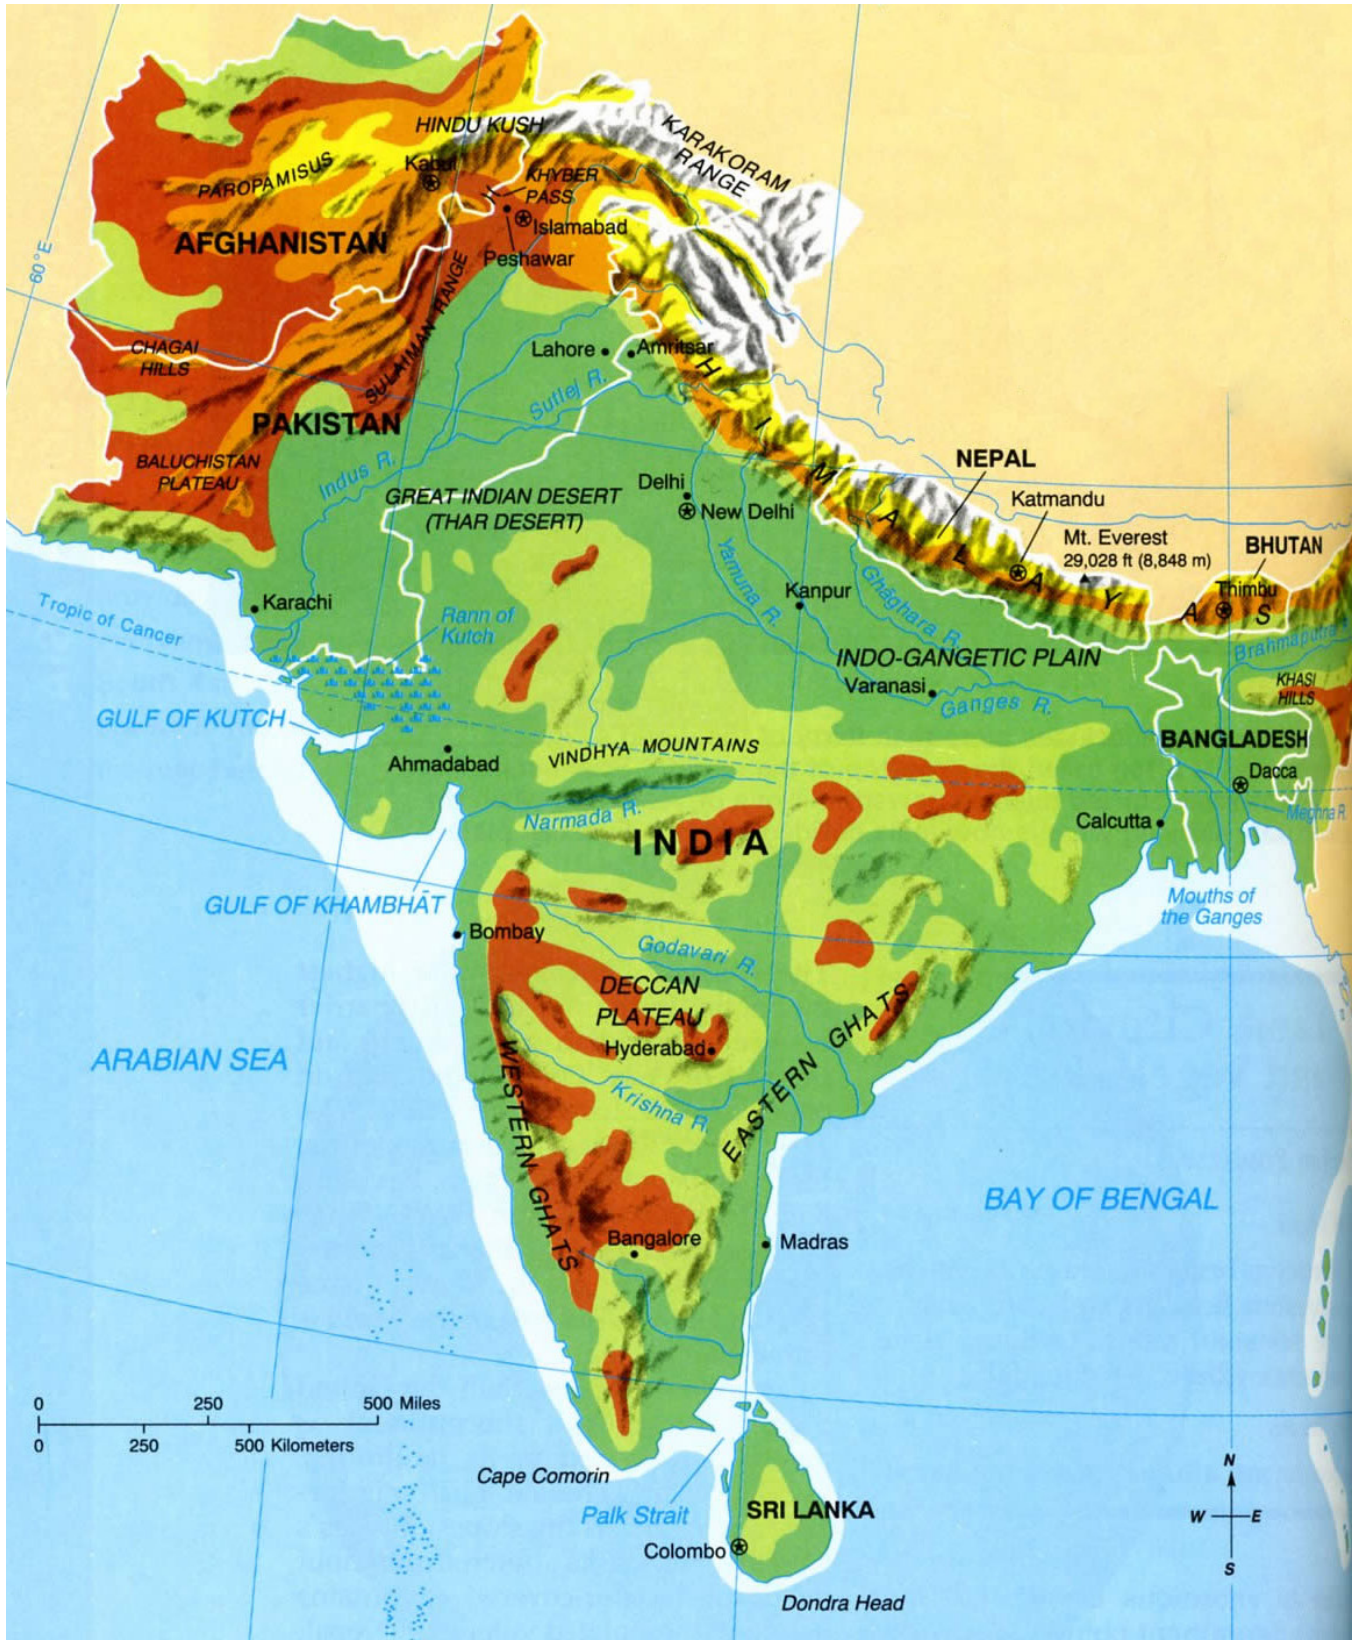 HINDU KUSH
KARAKORAM
RANGE
PAROPAMISUS
Kabul
KHYBER
PASS
Islamabad
AFGHANISTAN
Peshawar
60°E
SULAIMAN RANGE
CHAGAI
HILLS
Lahore
Amritsar
Sutlej R.
HIMALAYAS
PAKISTAN
BALUCHISTAN
PLATEAU
Indus R.
NEPAL
Katmandu
GREAT INDIAN DESERT
(THAR DESERT)
Delhi
New Delhi
Mt. Everest
29,028 ft (8,848 m)
BHUTAN
Thimbu
Yamuna R.
Kanpur
Ghāghara R.
Karachi
Tropic of Cancer
Rann of
Kutch
Brahmaputra
INDO-GANGETIC PLAIN
Varanasi
Ganges R.
KHASI
HILLS
GULF OF KUTCH
Ahmadabad
VINDHYA MOUNTAINS
BANGLADESH
Dacca
Narmada R.
INDIA
Calcutta
Meghna R.
GULF OF KHAMBHĀT
Mouths of
the Ganges
Bombay
Godavari R.
DECCAN
PLATEAU
Hyderabad
ARABIAN SEA
WESTERN GHATS
EASTERN GHATS
Krishna R.
BAY OF BENGAL
Bangalore
Madras
0 250 500 Miles
0 250 500 Kilometers
Cape Comorin
Palk Strait
SRI LANKA
Colombo
Dondra Head
N
W E
S